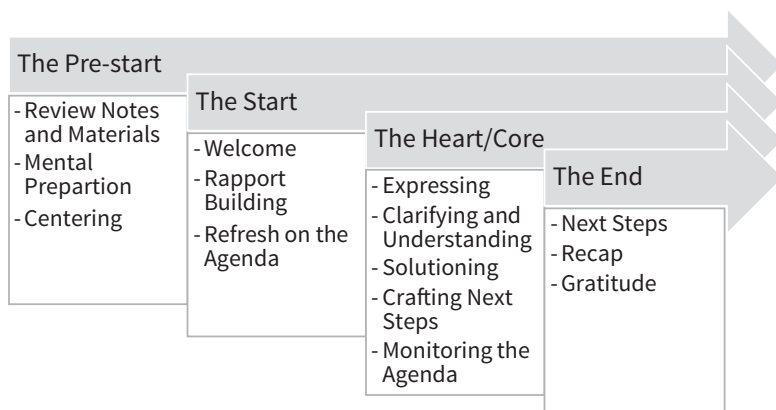 The Pre-start
- Review Notes
and Materials
- Mental
Prepartion
- Centering
The Start
- Welcome
- Rapport
Building
- Refresh on the
Agenda
The Heart/Core
- Expressing
- Clarifying and
Understanding
- Solutioning
- Crafting Next
Steps
- Monitoring the
Agenda
The End
- Next Steps
- Recap
- Gratitude